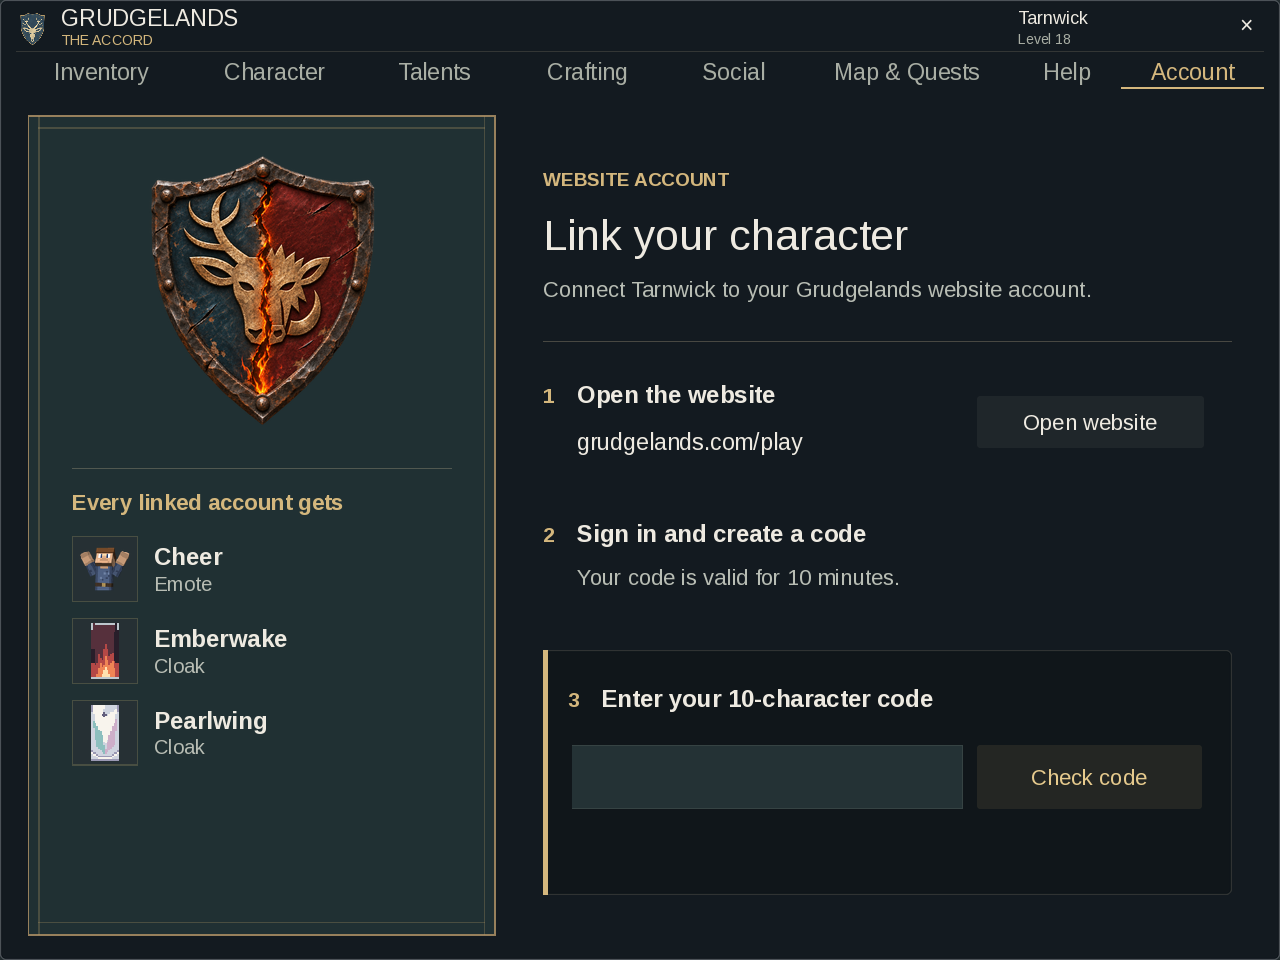 GRUDGELANDS
THE ACCORD
Tarnwick
Level 18
×
Inventory
Character
Talents
Crafting
Social
Map & Quests
Help
Account
Every linked account gets
Cheer
Emote
Emberwake
Cloak
Pearlwing
Cloak
WEBSITE ACCOUNT
Link your character
Connect Tarnwick to your Grudgelands website account.
1 Open the website
grudgelands.com/play
Open website
2 Sign in and create a code
Your code is valid for 10 minutes.
3 Enter your 10-character code
Check code